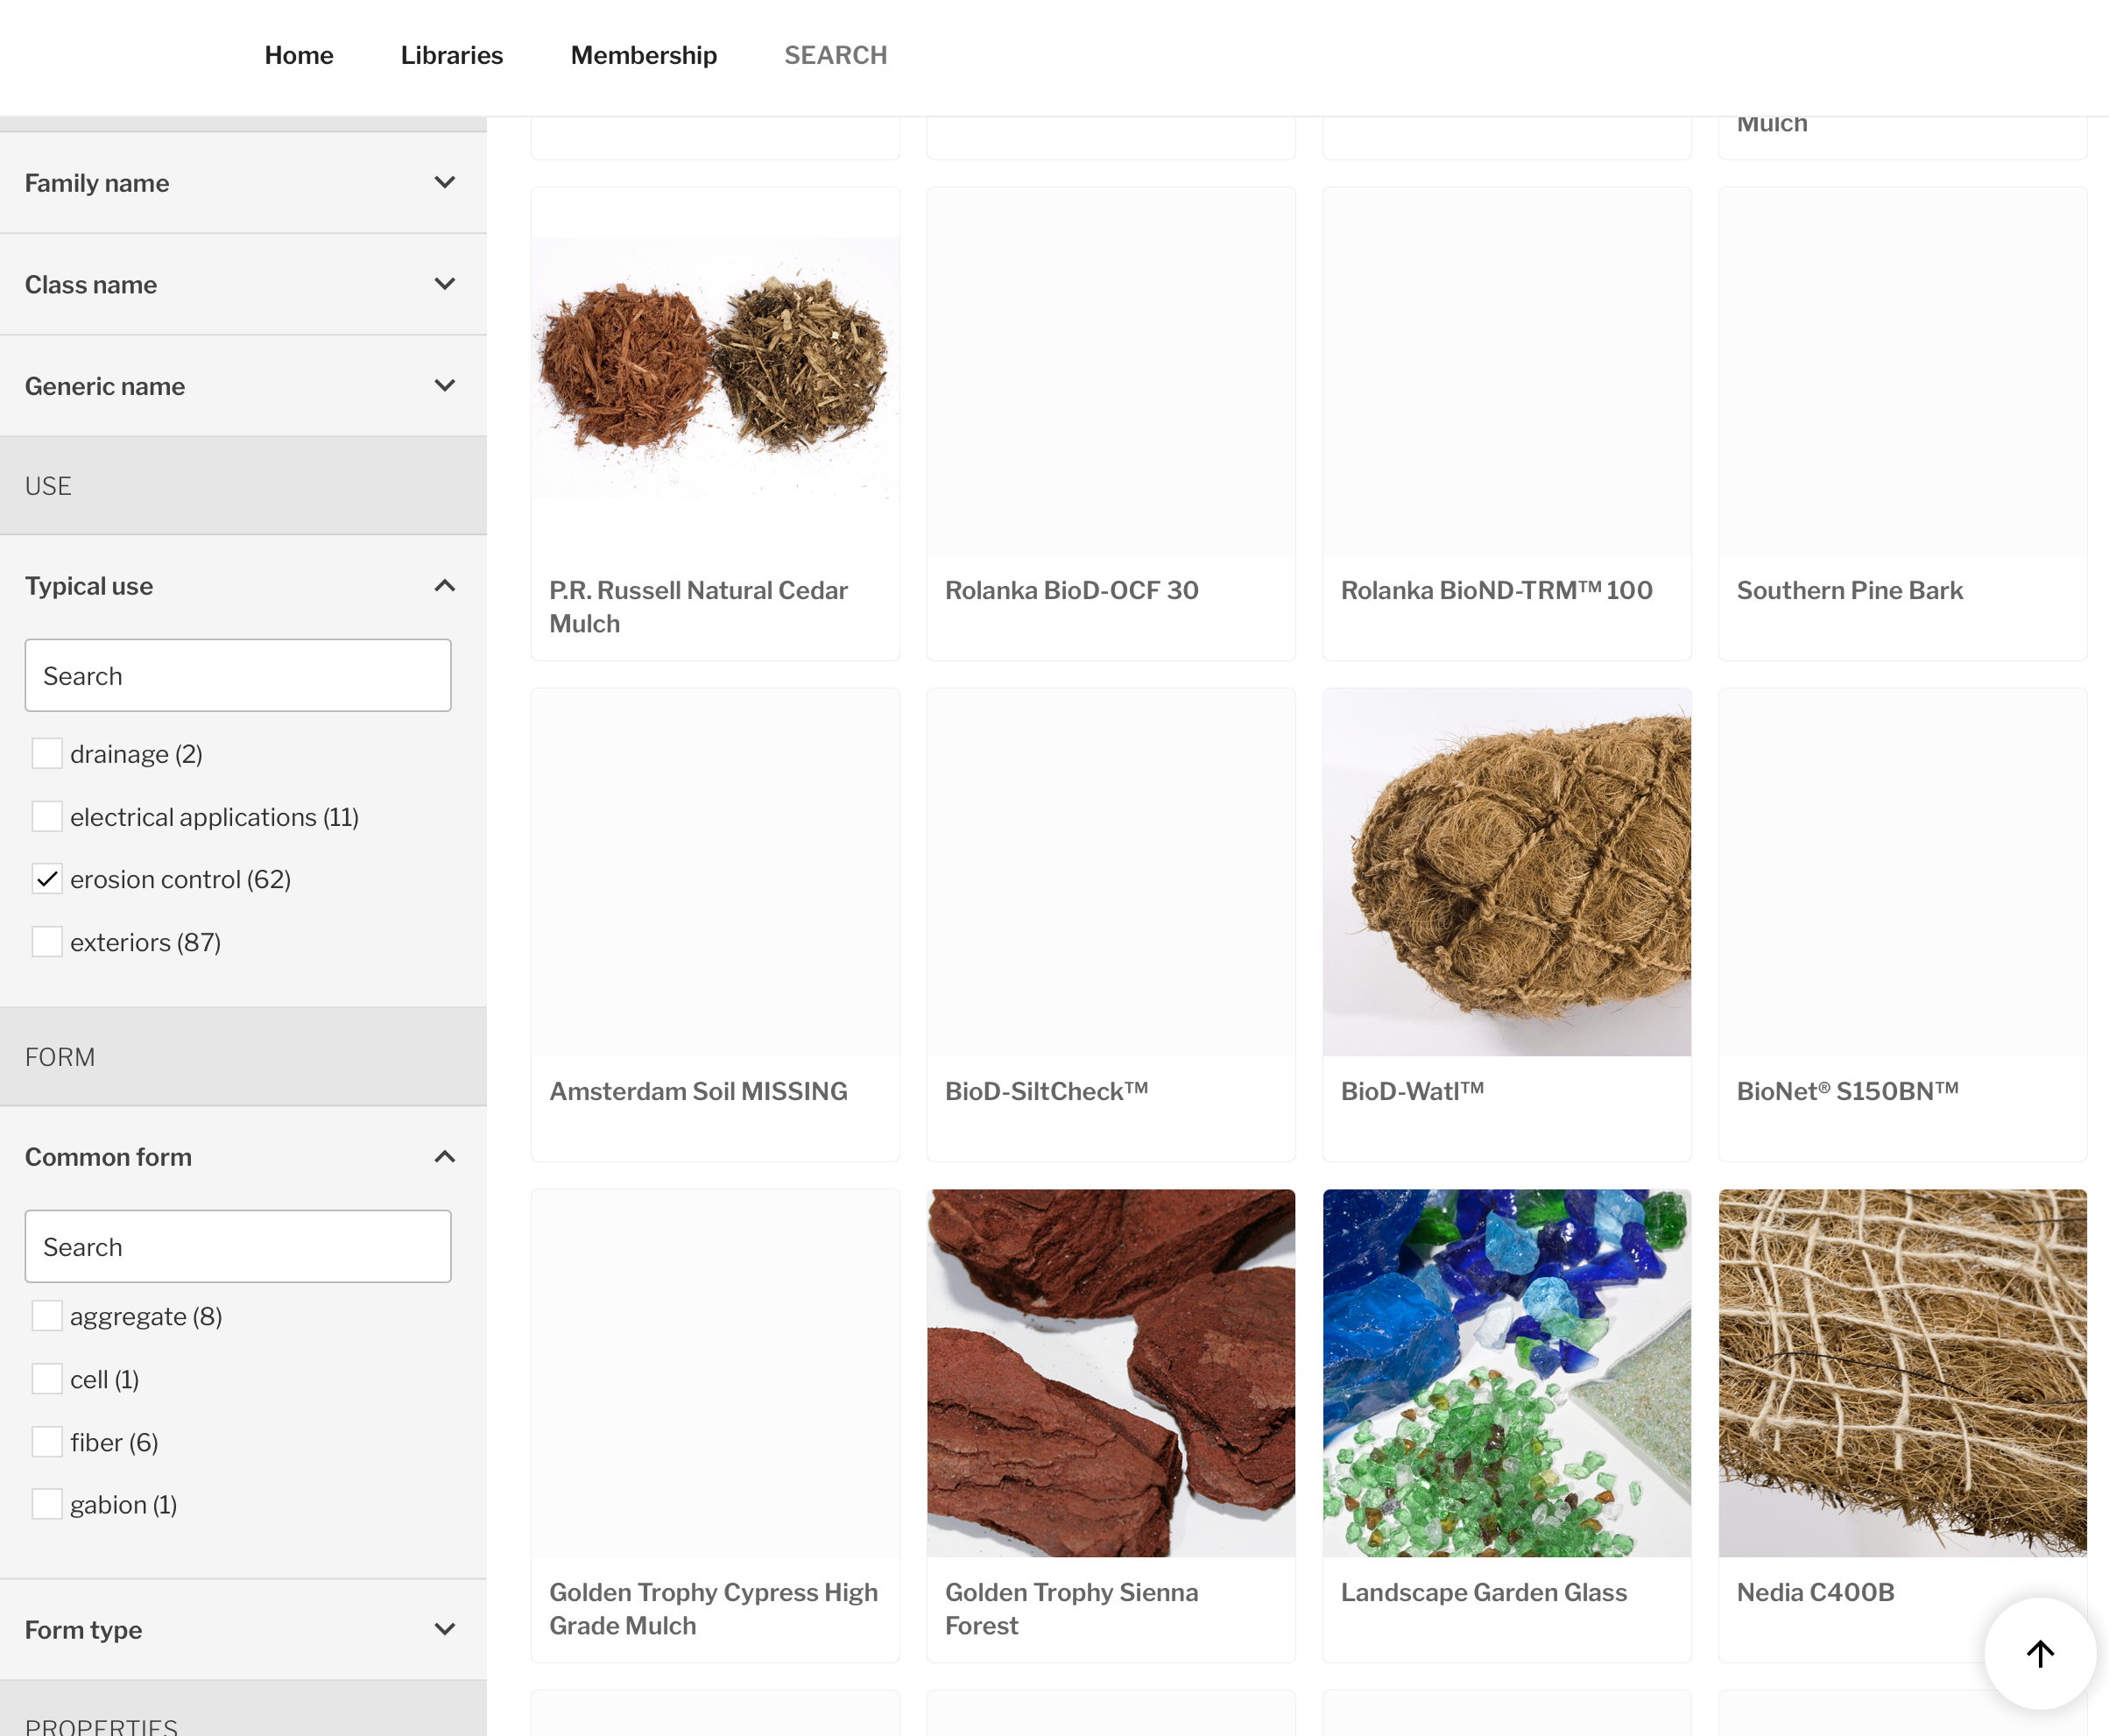 Home Libraries Membership SEARCH
Family name
Class name
Generic name
USE
Typical use
Search
drainage (2)
electrical applications (11)
erosion control (62)
exteriors (87)
FORM
Common form
Search
aggregate (8)
cell (1)
fiber (6)
gabion (1)
Form type
PROPERTIES
Mulch
P.R. Russell Natural Cedar
Mulch
Rolanka BioD-OCF 30
Rolanka BioND-TRM™ 100
Southern Pine Bark
Amsterdam Soil MISSING
BioD-SiltCheck™
BioD-Watl™
BioNet® S150BN™
Golden Trophy Cypress High
Grade Mulch
Golden Trophy Sienna
Forest
Landscape Garden Glass
Nedia C400B